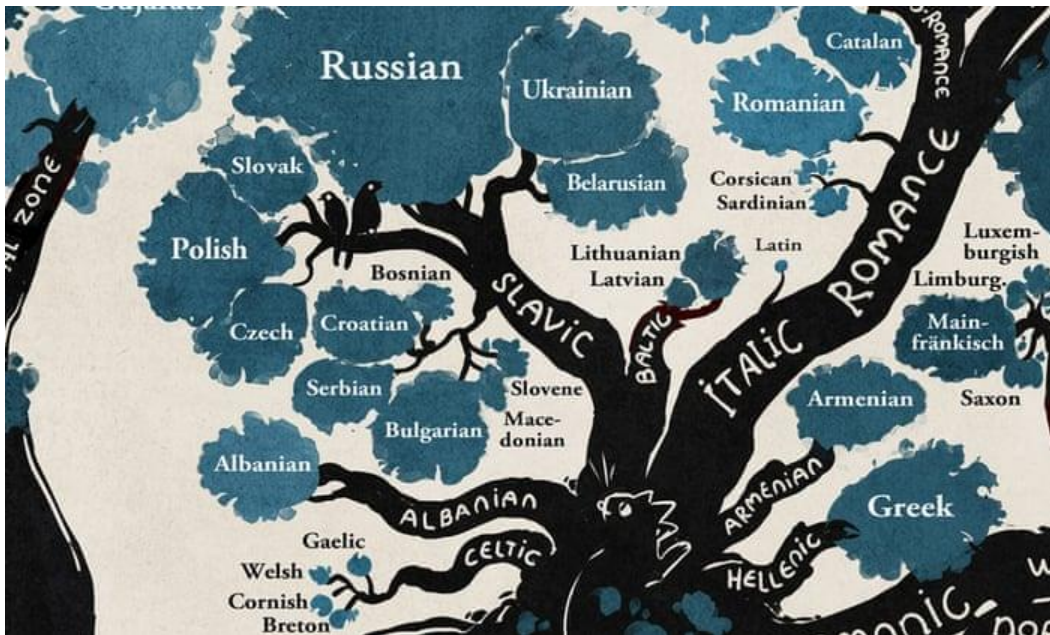 Gujarati
Russian
Ukrainian
Catalan
ROMANCE
Romanian
Slovak
Belarusian
Corsican
Sardinian
ZONE
Polish
Bosnian
Lithuanian
Latvian
Latin
ROMANCE
Luxem-
burgish
Limburg.
Czech
Croatian
SLAVIC
BALTIC
ITALIC
Main-
fränkisch
Serbian
Slovene
Armenian
Saxon
Bulgarian
Mace-
donian
Albanian
ALBANIAN
ARMENIAN
Greek
Gaelic
CELTIC
HELLENIC
Welsh
Cornish
Breton